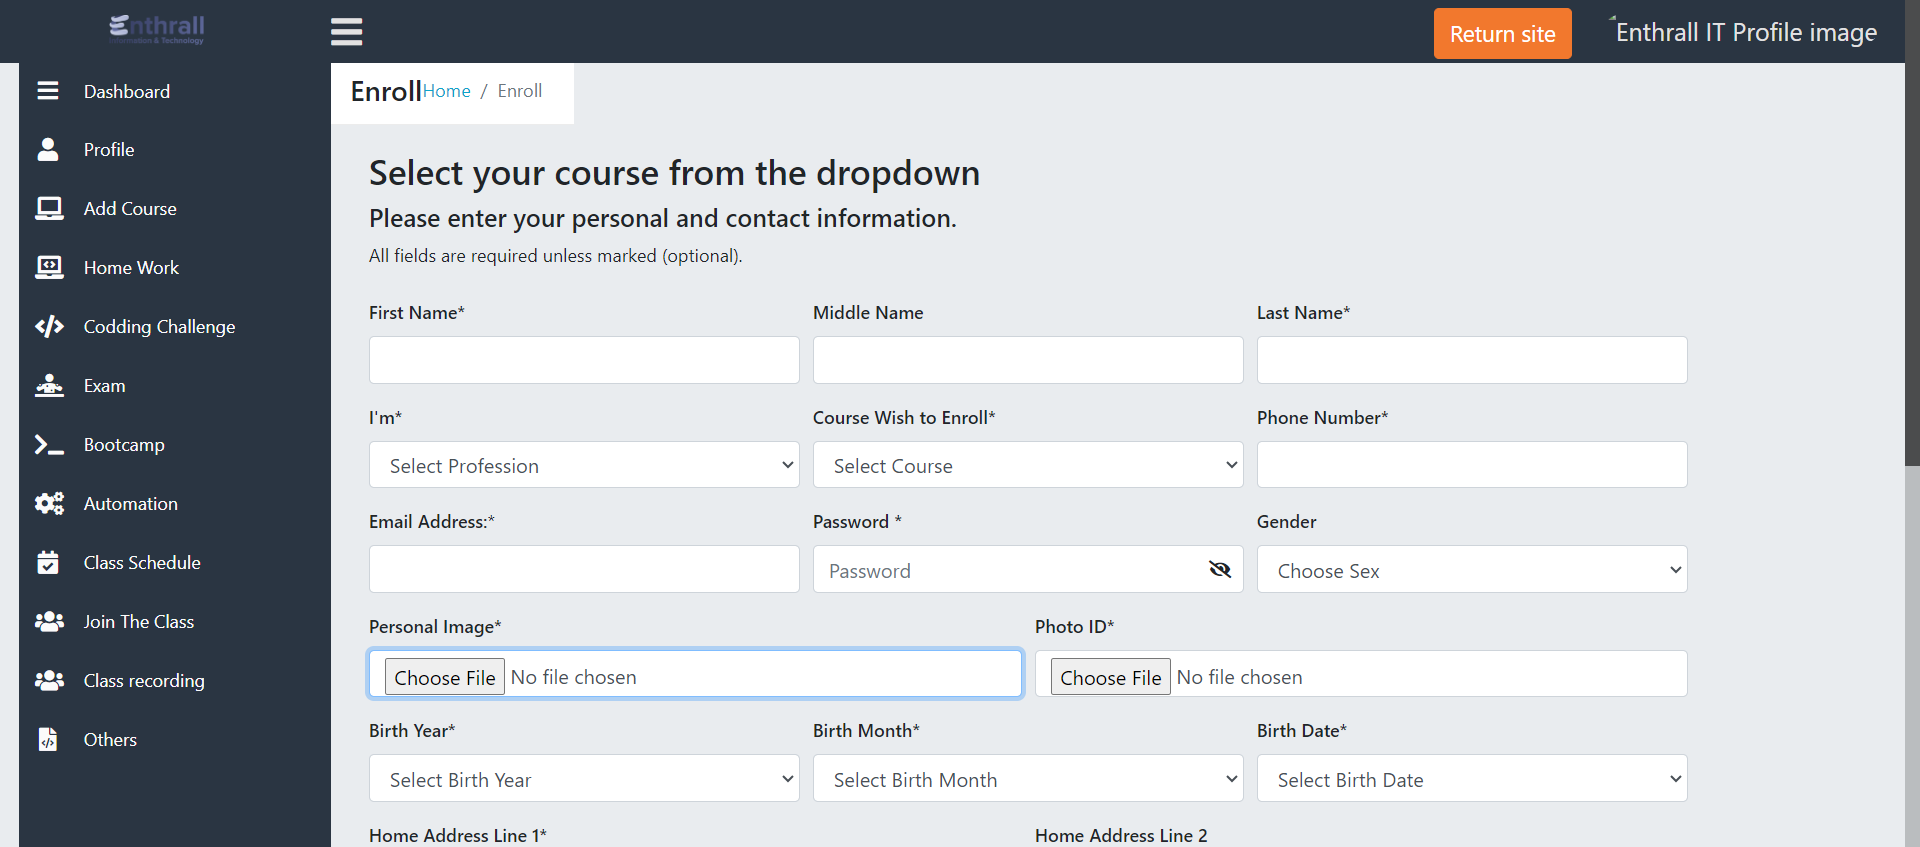 Enthrall
Information & Technology
Return site
Enthrall IT Profile image
Dashboard
Profile
Add Course
Home Work
Codding Challenge
Exam
Bootcamp
Automation
Class Schedule
Join The Class
Class recording
Others
Enroll Home / Enroll
Select your course from the dropdown
Please enter your personal and contact information.
All fields are required unless marked (optional).
First Name* Middle Name Last Name*
I'm* Course Wish to Enroll* Phone Number*
Select Profession Select Course
Email Address:* Password * Gender
Password Choose Sex
Personal Image* Photo ID*
Choose File No file chosen Choose File No file chosen
Birth Year* Birth Month* Birth Date*
Select Birth Year Select Birth Month Select Birth Date
Home Address Line 1* Home Address Line 2